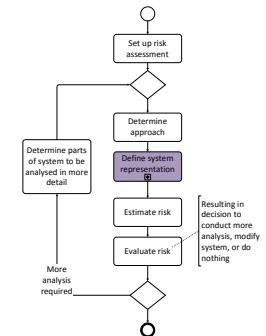 Set up risk
assessment
Determine
approach
Determine parts
of system to be
analysed in more
detail
Define system
representation
Estimate risk
Evaluate risk
Resulting in
decision to
conduct more
analysis, modify
system, or do
nothing
More
analysis
required